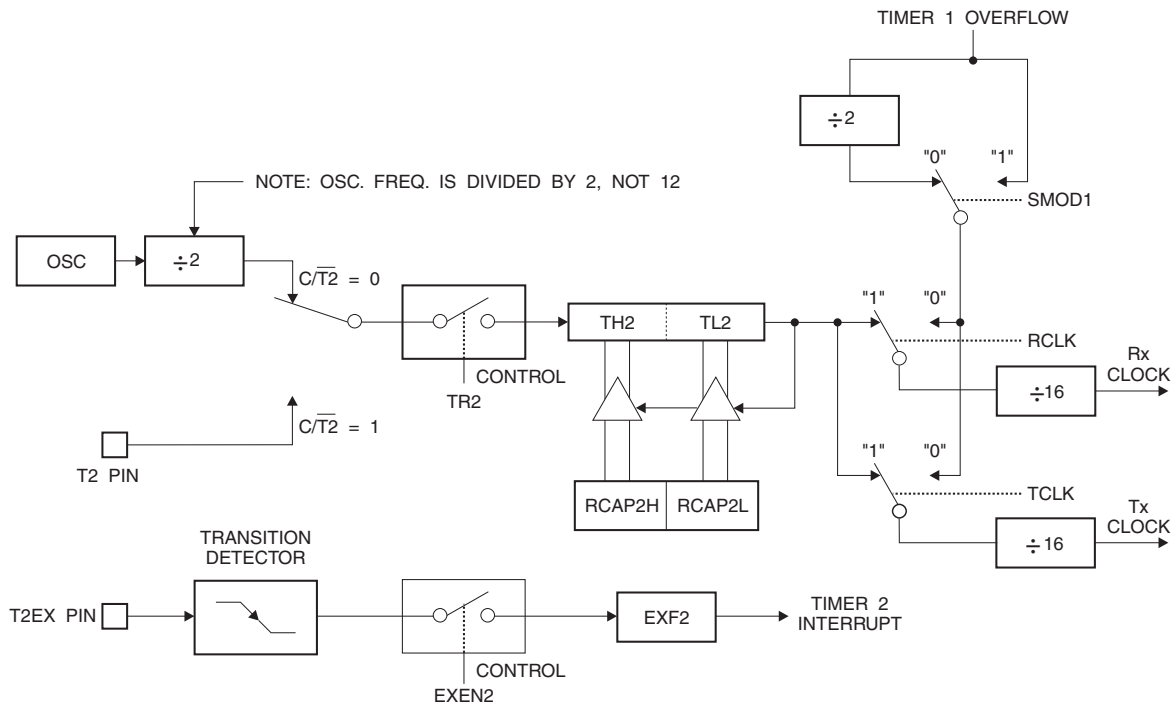 TIMER 1 OVERFLOW
÷2
"0" "1"
SMOD1
NOTE: OSC. FREQ. IS DIVIDED BY 2, NOT 12
OSC
÷2
C/T̅2̅ = 0
TH2
TL2
"1" "0"
RCLK
CONTROL
TR2
÷16
Rx
CLOCK
C/T̅2̅ = 1
T2 PIN
"1" "0"
TCLK
RCAP2H
RCAP2L
÷16
Tx
CLOCK
TRANSITION
DETECTOR
T2EX PIN
CONTROL
EXEN2
EXF2
TIMER 2
INTERRUPT